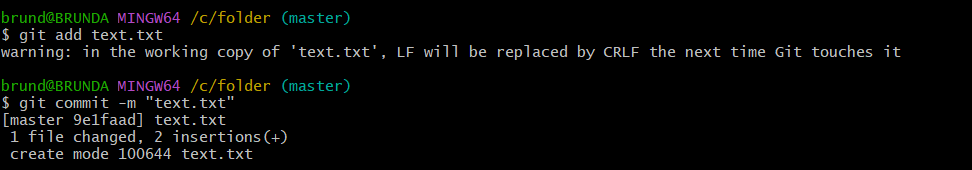 brund@BRUNDA MINGW64 /c/folder (master)
$ git add text.txt
warning: in the working copy of 'text.txt', LF will be replaced by CRLF the next time Git touches it
brund@BRUNDA MINGW64 /c/folder (master)
$ git commit -m "text.txt"
[master 9e1faad] text.txt
 1 file changed, 2 insertions(+)
 create mode 100644 text.txt